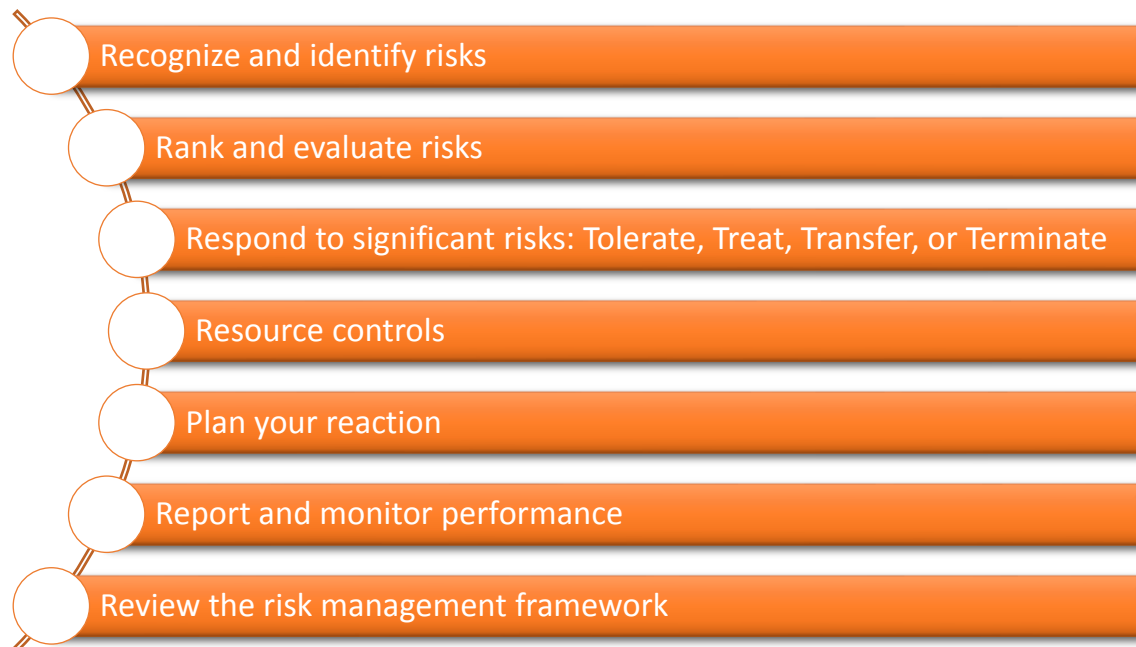 Recognize and identify risks
Rank and evaluate risks
Respond to significant risks: Tolerate, Treat, Transfer, or Terminate
Resource controls
Plan your reaction
Report and monitor performance
Review the risk management framework